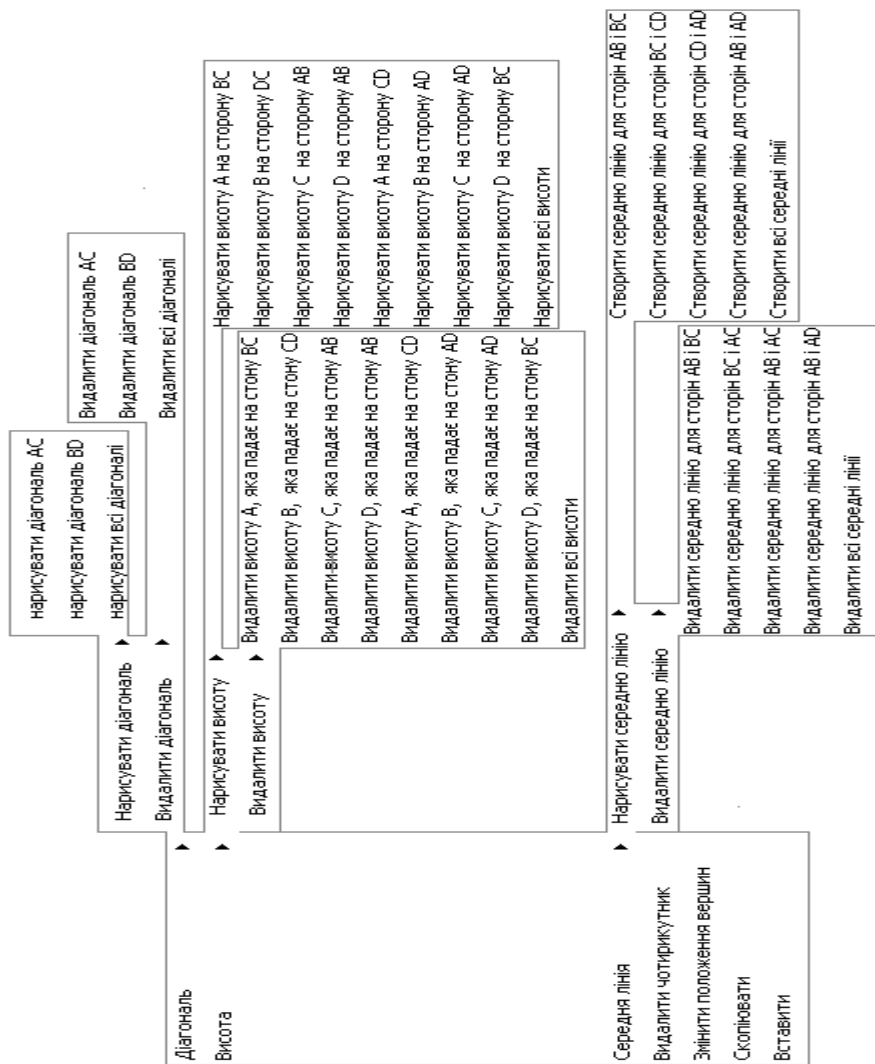 Діагональ
Висота
Середня лінія
Видалити чотирикутник
Змінити положення вершин
Скопіювати
Вставити
Нарисувати діагональ
Видалити діагональ
нарисувати діагональ AC
нарисувати діагональ BD
нарисувати всі діагоналі
Видалити діагональ AC
Видалити діагональ BD
Видалити всі діагоналі
Нарисувати висоту
Видалити висоту
Нарисувати висоту A на сторону BC
Нарисувати висоту B на сторону DC
Нарисувати висоту C на сторону AB
Нарисувати висоту D на сторону AB
Нарисувати висоту A на сторону CD
Нарисувати висоту B на сторону AD
Нарисувати висоту C на сторону AD
Нарисувати висоту D на сторону BC
Нарисувати всі висоти
Видалити висоту A, яка падає на стону BC
Видалити висоту B, яка падає на стону CD
Видалити-висоту C, яка падає на стону AB
Видалити висоту D, яка падає на стону AB
Видалити висоту A, яка падає на стону CD
Видалити висоту B, яка падає на стону AD
Видалити висоту C, яка падає на стону AD
Видалити висоту D, яка падає на стону BC
Видалити всі висоти
Нарисувати середню лінію
Видалити середню лінію
Створити середню лінію для сторін AB і BC
Створити середню лінію для сторін BC і CD
Створити середню лінію для сторін CD і AD
Створити середню лінію для сторін AB і AD
Створити всі середні лінії
Видалити середню лінію для сторін AB і BC
Видалити середню лінію для сторін BC і AC
Видалити середню лінію для сторін AB і AC
Видалити середню лінію для сторін AB і AD
Видалити всі середні лінії